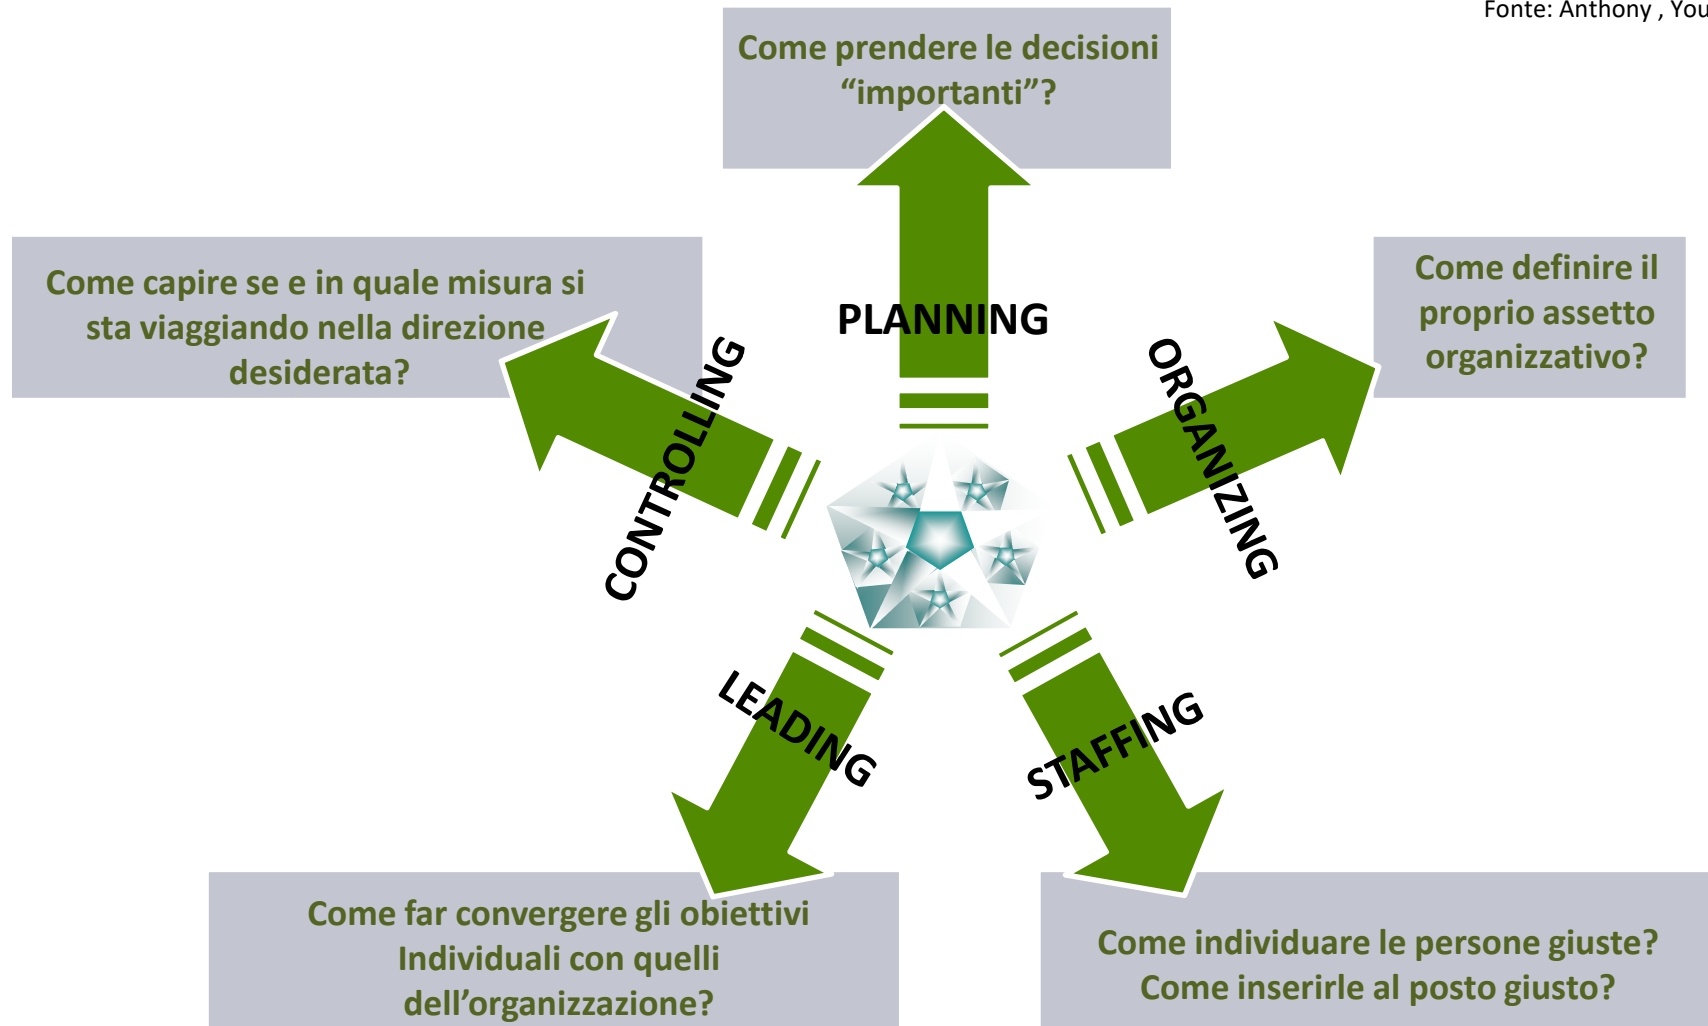 Fonte: Anthony , You
Come prendere le decisioni
“importanti”?
Come capire se e in quale misura si
sta viaggiando nella direzione
desiderata?
PLANNING
Come definire il
proprio assetto
organizzativo?
CONTROLLING
ORGANIZING
LEADING
STAFFING
Come far convergere gli obiettivi
Individuali con quelli
dell’organizzazione?
Come individuare le persone giuste?
Come inserirle al posto giusto?